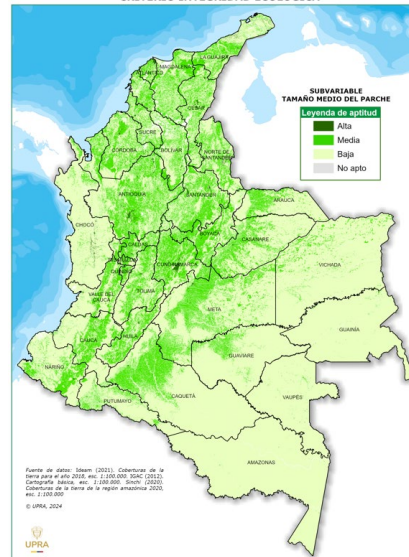 CRITERIO INTEGRIDAD ECOLÓGICA
SUBVARIABLE
TAMAÑO MEDIO DEL PARCHE
Leyenda de aptitud
Alta
Media
Baja
No apto
LA GUAJIRA
MAGDALENA
ATLÁNTICO
CESAR
SUCRE
CÓRDOBA
BOLÍVAR
NORTE DE
SANTANDER
ANTIOQUIA
SANTANDER
ARAUCA
CHOCÓ
BOYACÁ
CASANARE
CALDAS
CUNDINAMARCA
VICHADA
QUINDÍO
TOLIMA
VALLE DEL
CAUCA
META
GUAINÍA
HUILA
CAUCA
GUAVIARE
NARIÑO
VAUPÉS
CAQUETÁ
PUTUMAYO
AMAZONAS
Fuente de datos: Ideam (2021). Coberturas de la
tierra para el año 2018, esc. 1:100.000. IGAC (2012).
Cartografía básica, esc. 1:100.000. Sinchi (2020).
Coberturas de la tierra de la región amazónica 2020,
esc. 1:100.000
© UPRA, 2024
UPRA